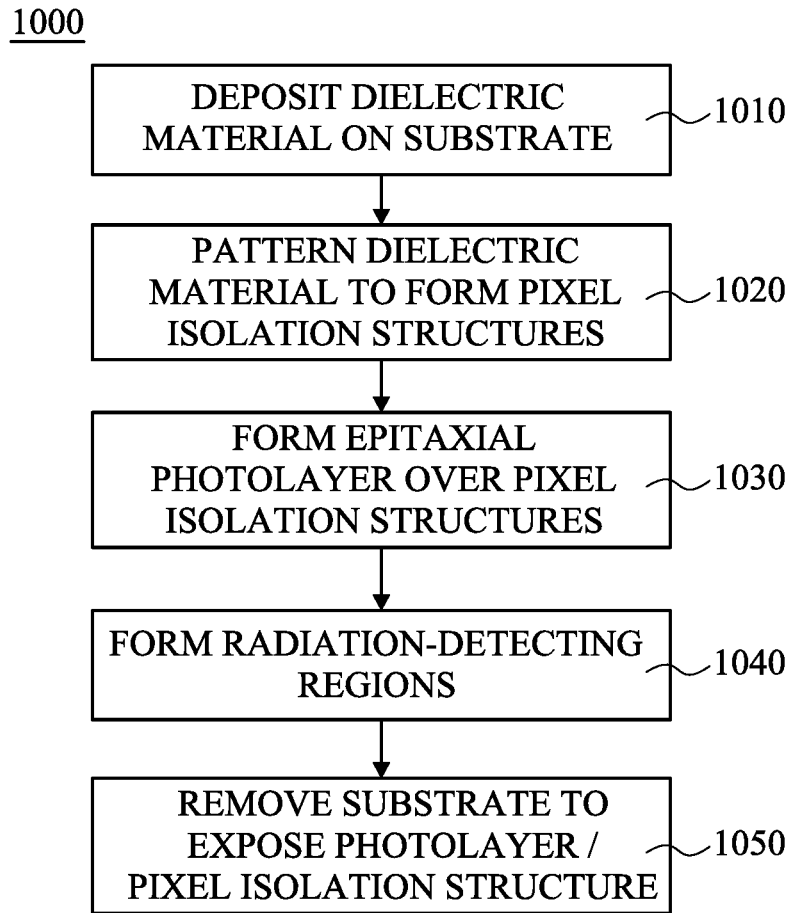 1000
DEPOSIT DIELECTRIC
MATERIAL ON SUBSTRATE
1010
PATTERN DIELECTRIC
MATERIAL TO FORM PIXEL
ISOLATION STRUCTURES
1020
FORM EPITAXIAL
PHOTOLAYER OVER PIXEL
ISOLATION STRUCTURES
1030
FORM RADIATION-DETECTING
REGIONS
1040
REMOVE SUBSTRATE TO
EXPOSE PHOTOLAYER /
PIXEL ISOLATION STRUCTURE
1050